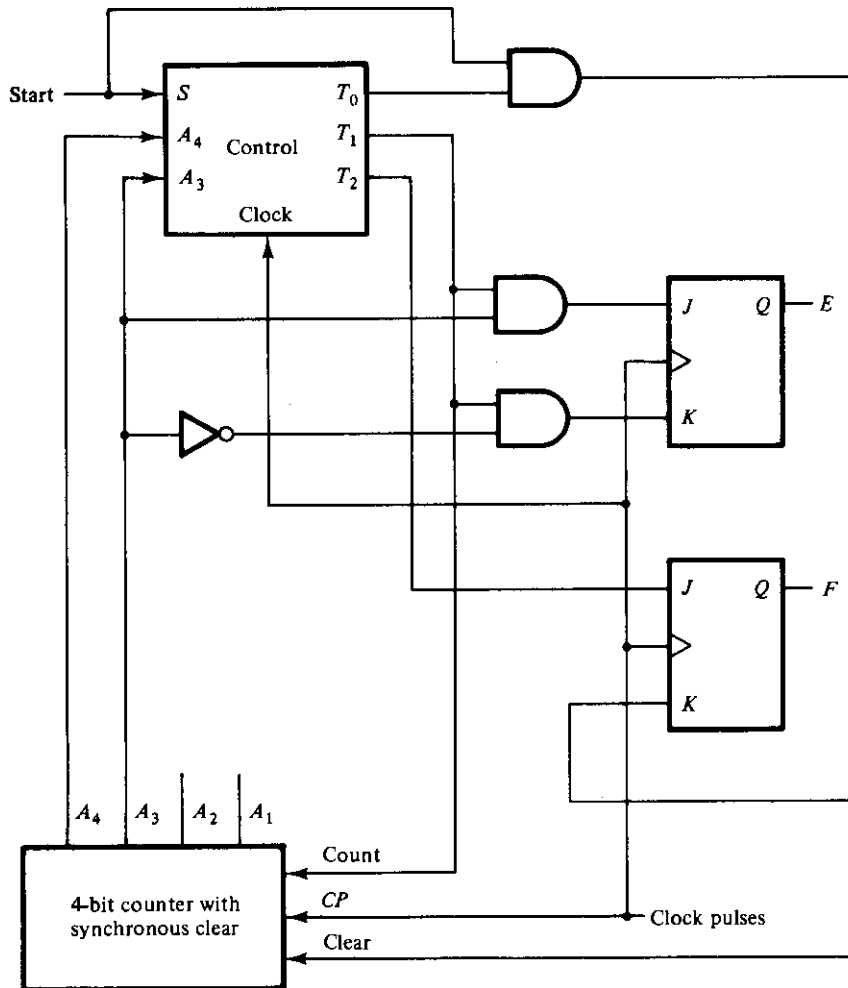 Start
S
T₀
A₄
T₁
Control
A₃
T₂
Clock
J
Q
E
K
J
Q
F
K
A₄
A₃
A₂
A₁
Count
4-bit counter with
synchronous clear
CP
Clock pulses
Clear